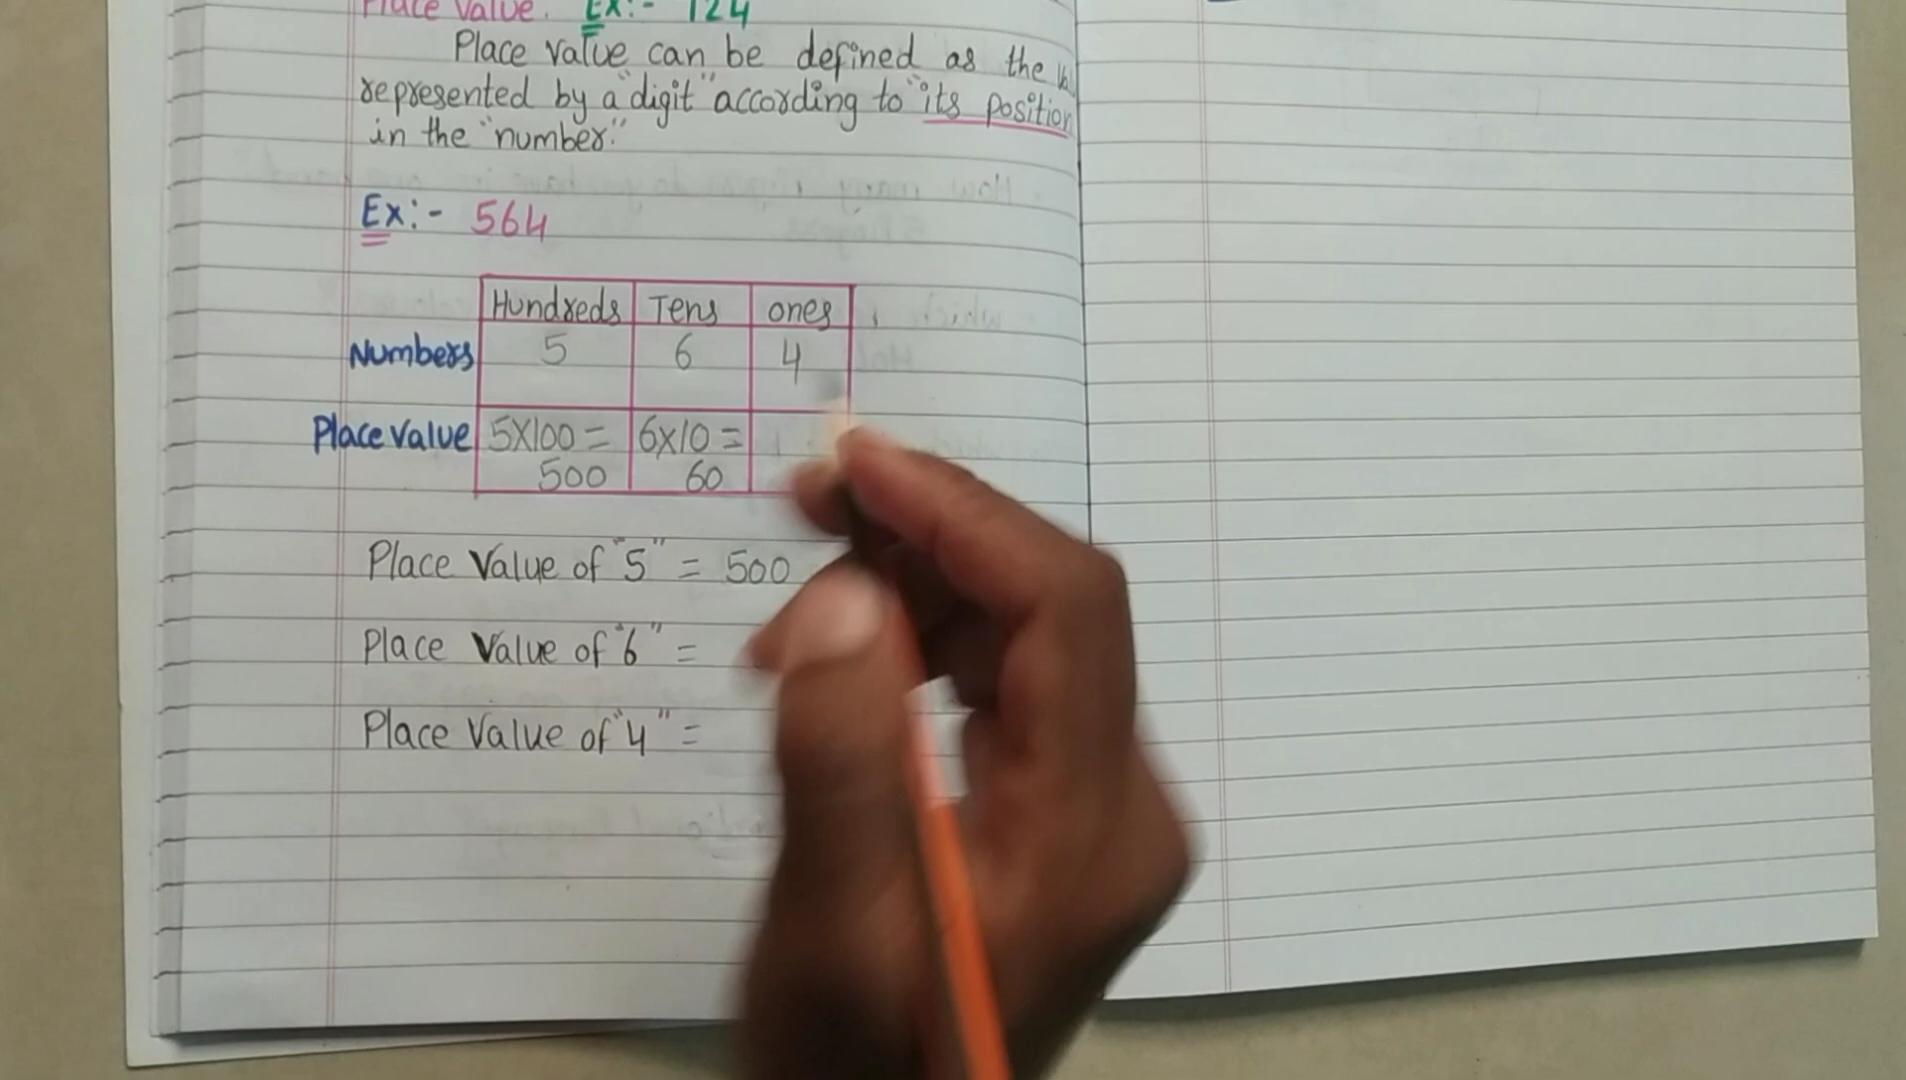 Place Value. Ex:- 124
Place value can be defined as the
represented by a "digit" according to "its position
in the "number."
Ex:- 564
Hundreds Tens ones
Numbers 5 6 4
Place Value 5X100 = 6x10 =
500 60
Place Value of "5" = 500
Place Value of "6" =
Place Value of "4" =